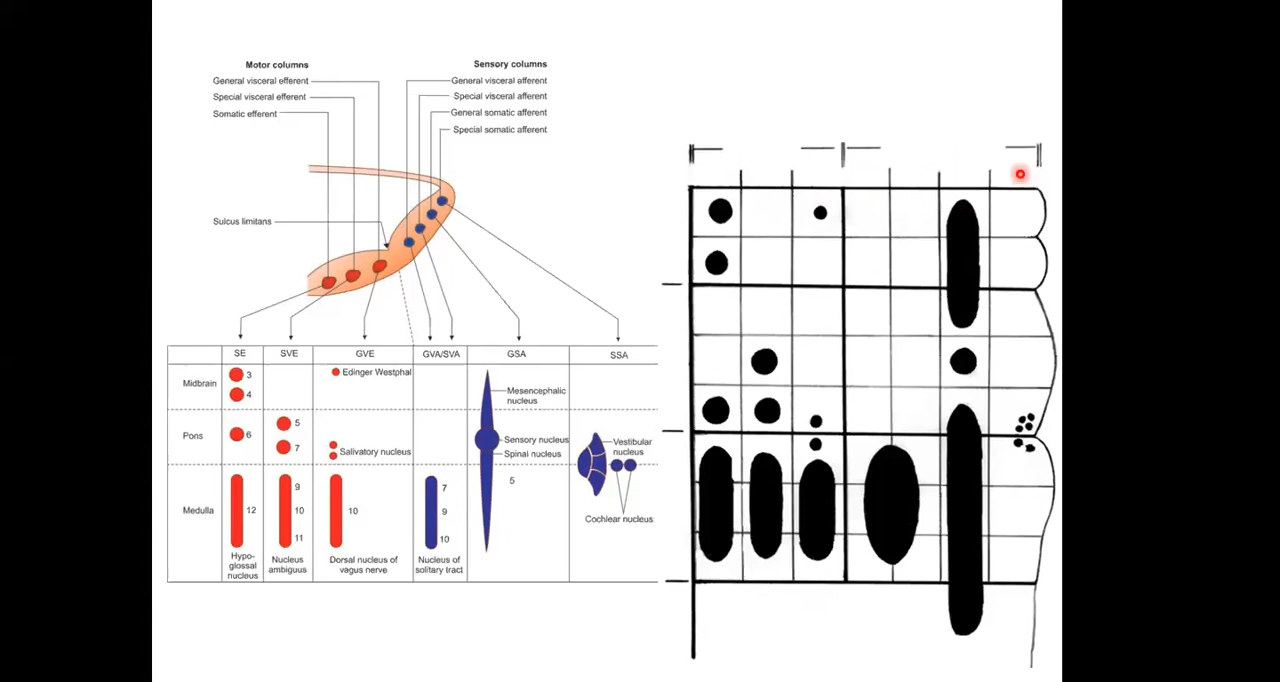 Motor columns
Sensory columns
General visceral efferent
General visceral afferent
Special visceral efferent
Special visceral afferent
Somatic efferent
General somatic afferent
Special somatic afferent
Sulcus limitans
SE
SVE
GVE
GVA/SVA
GSA
SSA
Midbrain
3
4
Edinger Westphal
Mesencephalic
nucleus
Pons
6
5
7
Salivatory nucleus
Sensory nucleus
Spinal nucleus
Vestibular
nucleus
Medulla
12
9
10
11
10
7
9
10
5
Cochlear nucleus
Hypo-
glossal
nucleus
Nucleus
ambiguus
Dorsal nucleus of
vagus nerve
Nucleus of
solitary tract